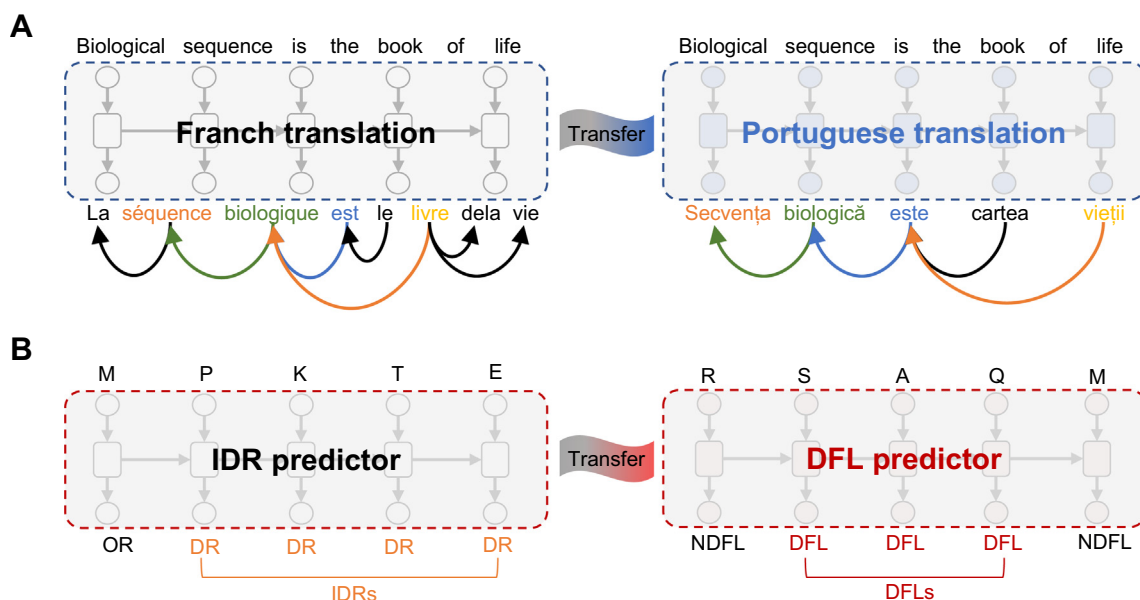 A
Biological sequence is the book of life
Franch translation
La séquence biologique est le livre dela vie
Transfer
Biological sequence is the book of life
Portuguese translation
Secvența biologică este cartea vieții
B
M P K T E
IDR predictor
OR DR DR DR DR
IDRs
Transfer
R S A Q M
DFL predictor
NDFL DFL DFL DFL NDFL
DFLs